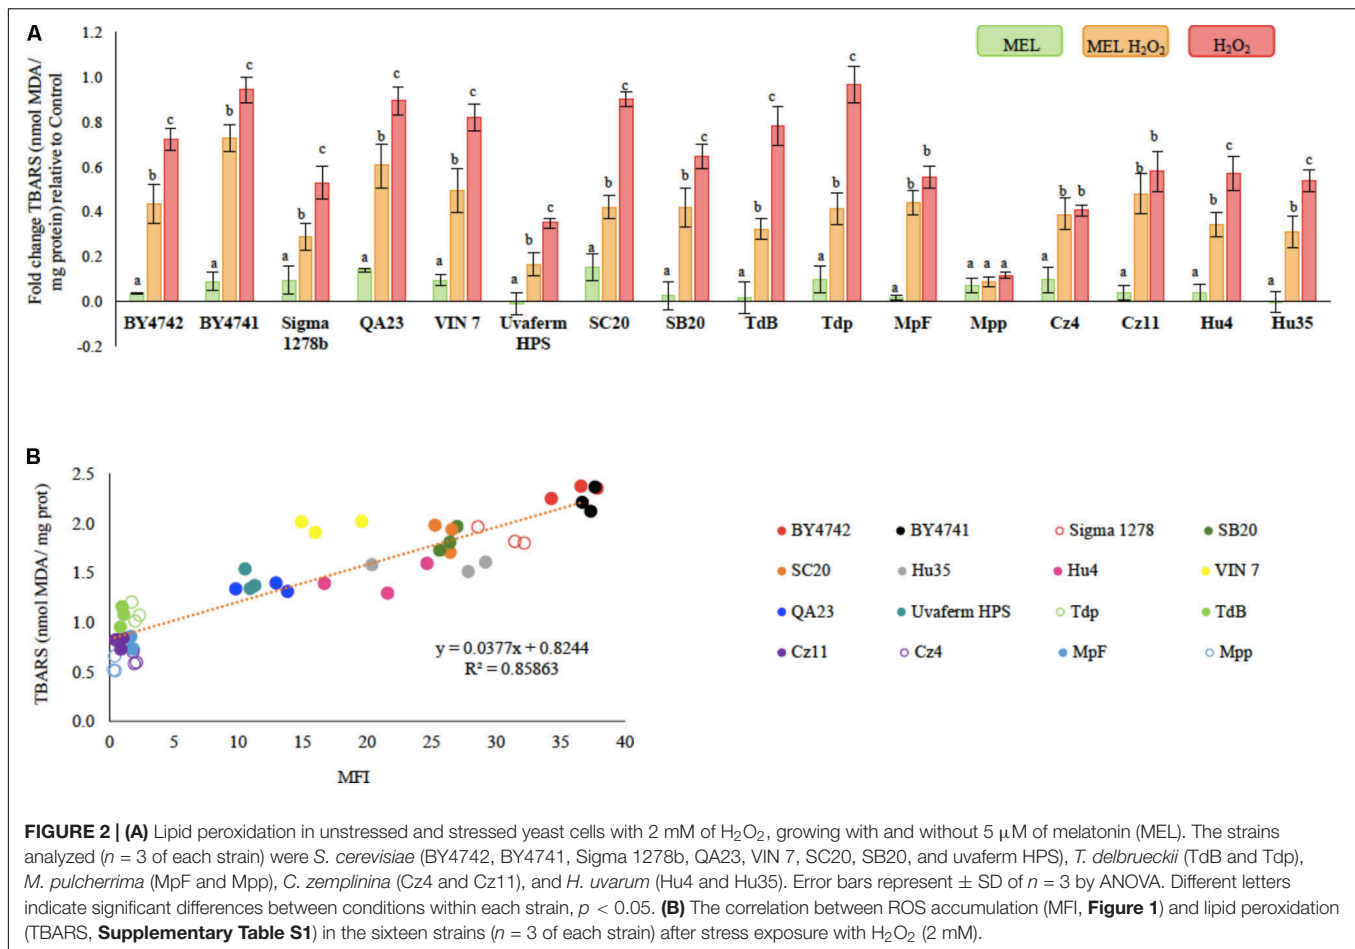 A
Fold change TBARS (nmol MDA/
mg protein) relative to Control
1.2
1.0
0.8
0.6
0.4
0.2
0.0
-0.2
MEL
MEL H₂O₂
H₂O₂
a b c
a b c
a b c
a b c
a b c
a b c
a b c
a b c
a b c
a b c
a b b
a a a
a b b
a b b
a b c
a b c
BY4742 BY4741 Sigma 1278b QA23 VIN 7 Uvaferm HPS SC20 SB20 TdB Tdp MpF Mpp Cz4 Cz11 Hu4 Hu35
B
TBARS (nmol MDA/ mg prot)
2.5
2.0
1.5
1.0
0.5
0.0
0 5 10 15 20 25 30 35 40
MFI
y = 0.0377x + 0.8244
R² = 0.85863
BY4742 BY4741 Sigma 1278 SB20
SC20 Hu35 Hu4 VIN 7
QA23 Uvaferm HPS Tdp TdB
Cz11 Cz4 MpF Mpp
FIGURE 2 | (A) Lipid peroxidation in unstressed and stressed yeast cells with 2 mM of H₂O₂, growing with and without 5 μM of melatonin (MEL). The strains
analyzed (n = 3 of each strain) were S. cerevisiae (BY4742, BY4741, Sigma 1278b, QA23, VIN 7, SC20, SB20, and uvaferm HPS), T. delbrueckii (TdB and Tdp),
M. pulcherrima (MpF and Mpp), C. zemplinina (Cz4 and Cz11), and H. uvarum (Hu4 and Hu35). Error bars represent ± SD of n = 3 by ANOVA. Different letters
indicate significant differences between conditions within each strain, p < 0.05. (B) The correlation between ROS accumulation (MFI, Figure 1) and lipid peroxidation
(TBARS, Supplementary Table S1) in the sixteen strains (n = 3 of each strain) after stress exposure with H₂O₂ (2 mM).